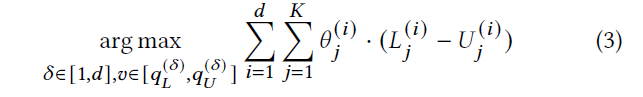 arg max δ∈[1,d],υ∈[q_L^(δ),q_U^(δ)] ∑_{i=1}^{d} ∑_{j=1}^{K} θ_j^(i) · (L_j^(i) − U_j^(i)) (3)